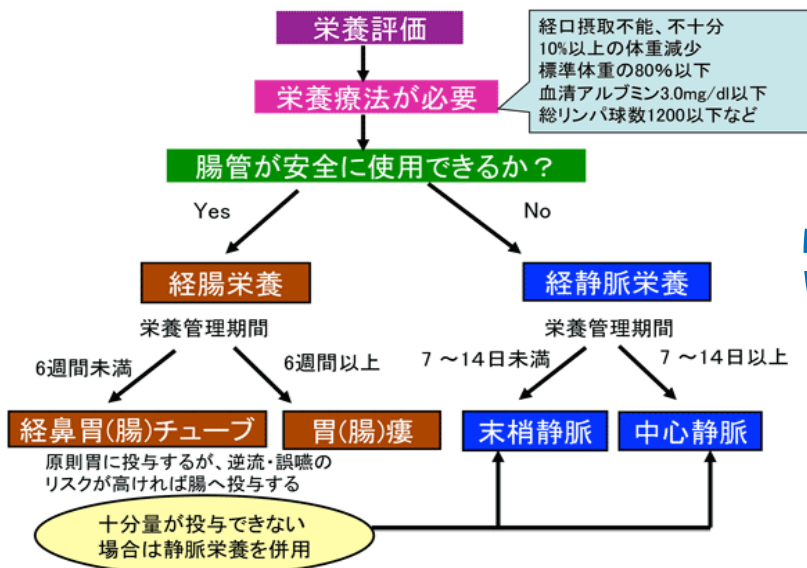 栄養評価
経口摂取不能、不十分
10%以上の体重減少
標準体重の80%以下
血清アルブミン3.0mg/dl以下
総リンパ球数1200以下など
栄養療法が必要
腸管が安全に使用できるか？
Yes
No
経腸栄養
経静脈栄養
栄養管理期間
栄養管理期間
6週間未満
6週間以上
7 ～14日未満
7 ～14日以上
経鼻胃(腸)チューブ
胃(腸)瘻
末梢静脈
中心静脈
原則胃に投与するが、逆流・誤嚥の
リスクが高ければ腸へ投与する
十分量が投与できない
場合は静脈栄養を併用